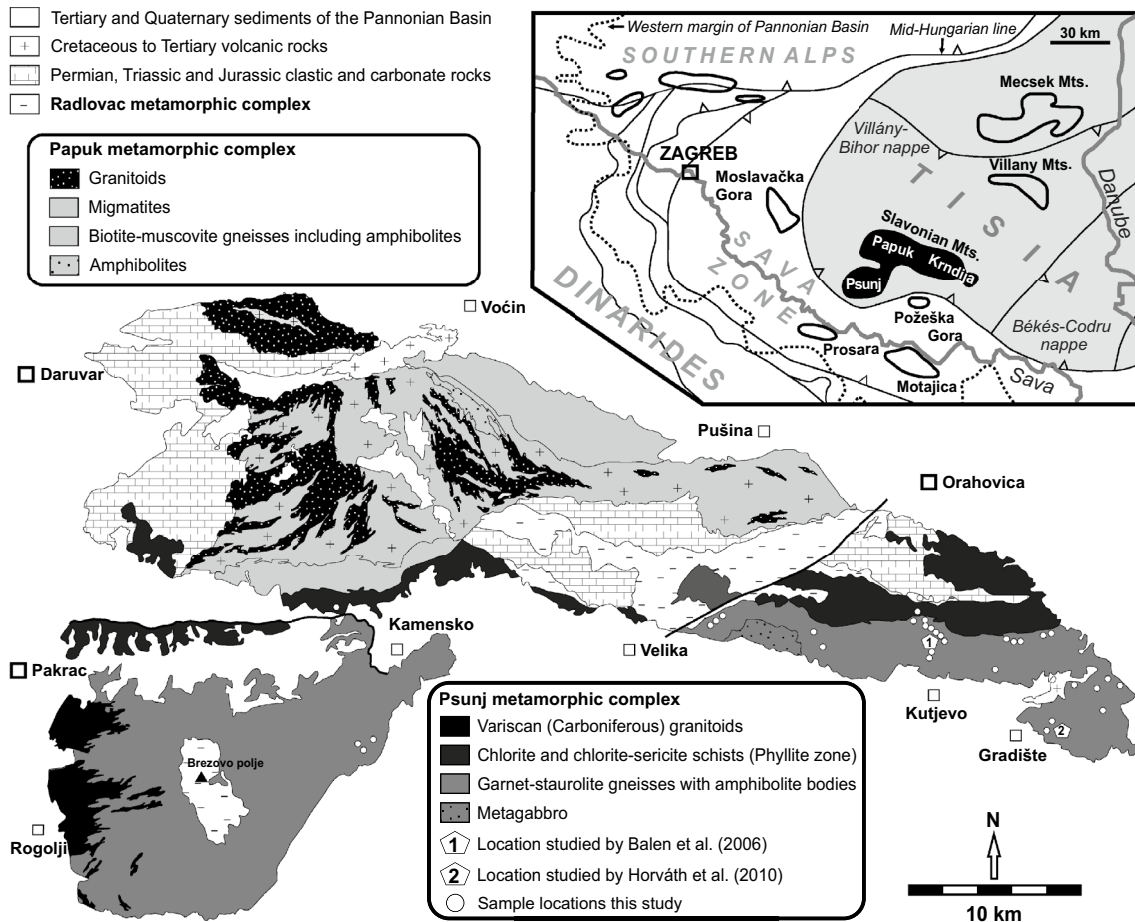 Tertiary and Quaternary sediments of the Pannonian Basin
Cretaceous to Tertiary volcanic rocks
Permian, Triassic and Jurassic clastic and carbonate rocks
Radlovac metamorphic complex
Papuk metamorphic complex
Granitoids
Migmatites
Biotite-muscovite gneisses including amphibolites
Amphibolites
Western margin of Pannonian Basin
Mid-Hungarian line
30 km
SOUTHERN ALPS
Mecsek Mts.
Villány-
Bihor nappe
ZAGREB
Moslavačka
Gora
Villany Mts.
Danube
TISIA
Slavonian Mts.
Papuk
Krndija
Psunj
SAVA
ZONE
DINARIDES
Požeška
Gora
Prosara
Motajica
Békés-Codru
nappe
Sava
Voćin
Daruvar
Pušina
Orahovica
Kamensko
Velika
1
Pakrac
Kutjevo
2
Gradište
Brezovo polje
Rogolji
Psunj metamorphic complex
Variscan (Carboniferous) granitoids
Chlorite and chlorite-sericite schists (Phyllite zone)
Garnet-staurolite gneisses with amphibolite bodies
Metagabbro
1 Location studied by Balen et al. (2006)
2 Location studied by Horváth et al. (2010)
Sample locations this study
N
10 km